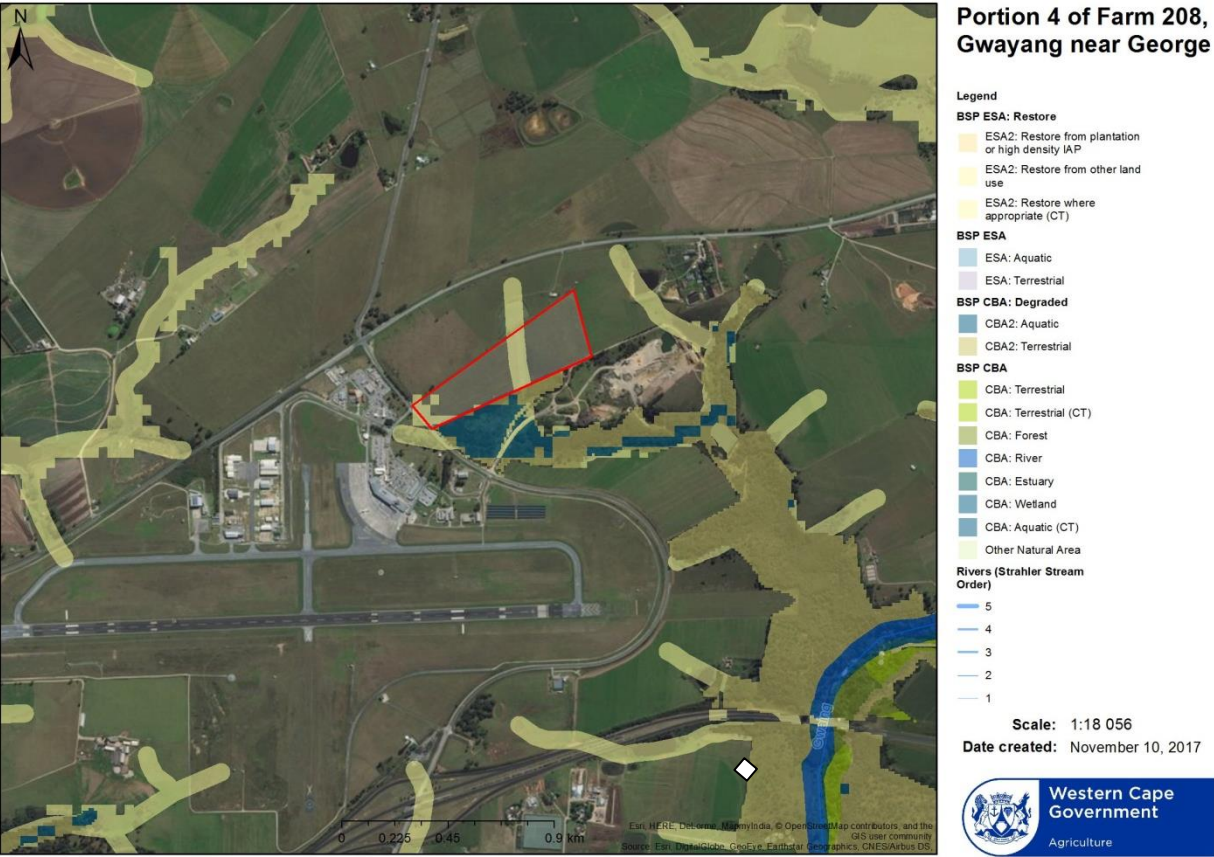 N
Portion 4 of Farm 208,
Gwayang near George
Legend
BSP ESA: Restore
ESA2: Restore from plantation
or high density IAP
ESA2: Restore from other land
use
ESA2: Restore where
appropriate (CT)
BSP ESA
ESA: Aquatic
ESA: Terrestrial
BSP CBA: Degraded
CBA2: Aquatic
CBA2: Terrestrial
BSP CBA
CBA: Terrestrial
CBA: Terrestrial (CT)
CBA: Forest
CBA: River
CBA: Estuary
CBA: Wetland
CBA: Aquatic (CT)
Other Natural Area
Rivers (Strahler Stream
Order)
5
4
3
2
1
Scale: 1:18 056
Date created: November 10, 2017
Western Cape
Government
Agriculture
Gwaing
0 0.225 0.45 0.9 km
Esri, HERE, DeLorme, MapmyIndia, © OpenStreetMap contributors, and the
GIS user community
Source: Esri, DigitalGlobe, GeoEye, Earthstar Geographics, CNES/Airbus DS,